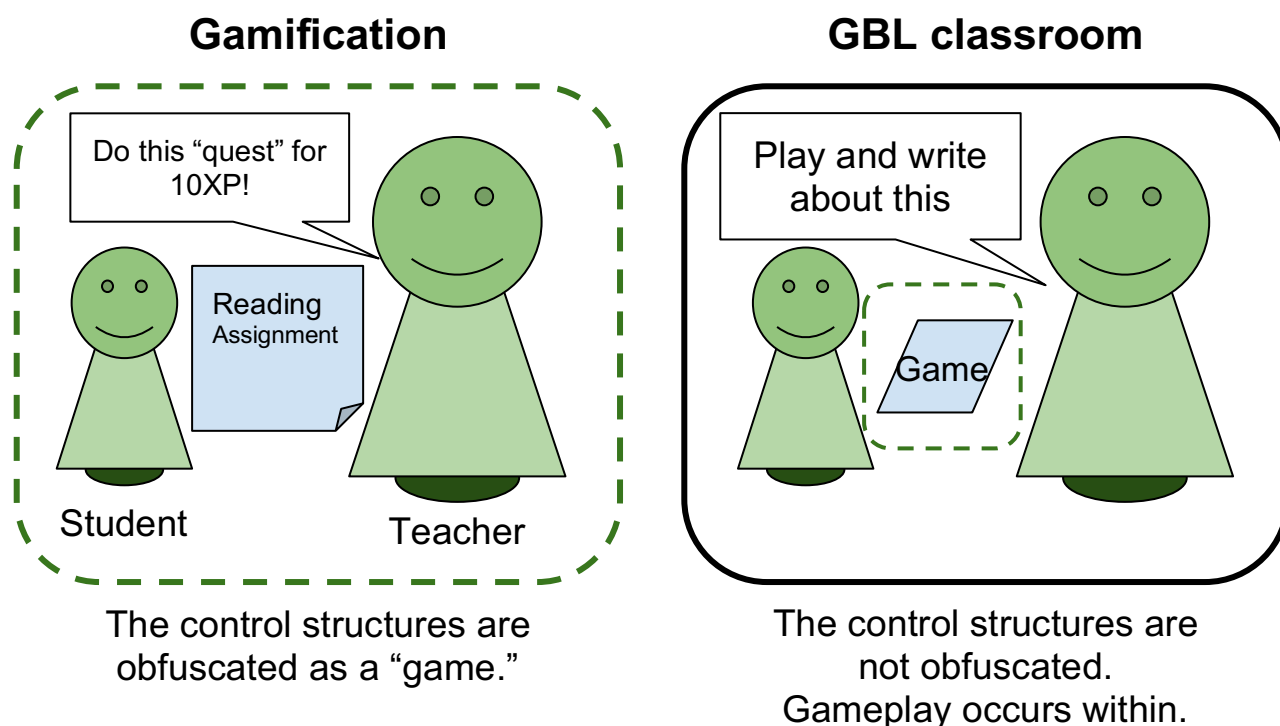 Gamification
Do this “quest” for
10XP!
Reading
Assignment
Student
Teacher
The control structures are
obfuscated as a “game.”
GBL classroom
Play and write
about this
Game
The control structures are
not obfuscated.
Gameplay occurs within.